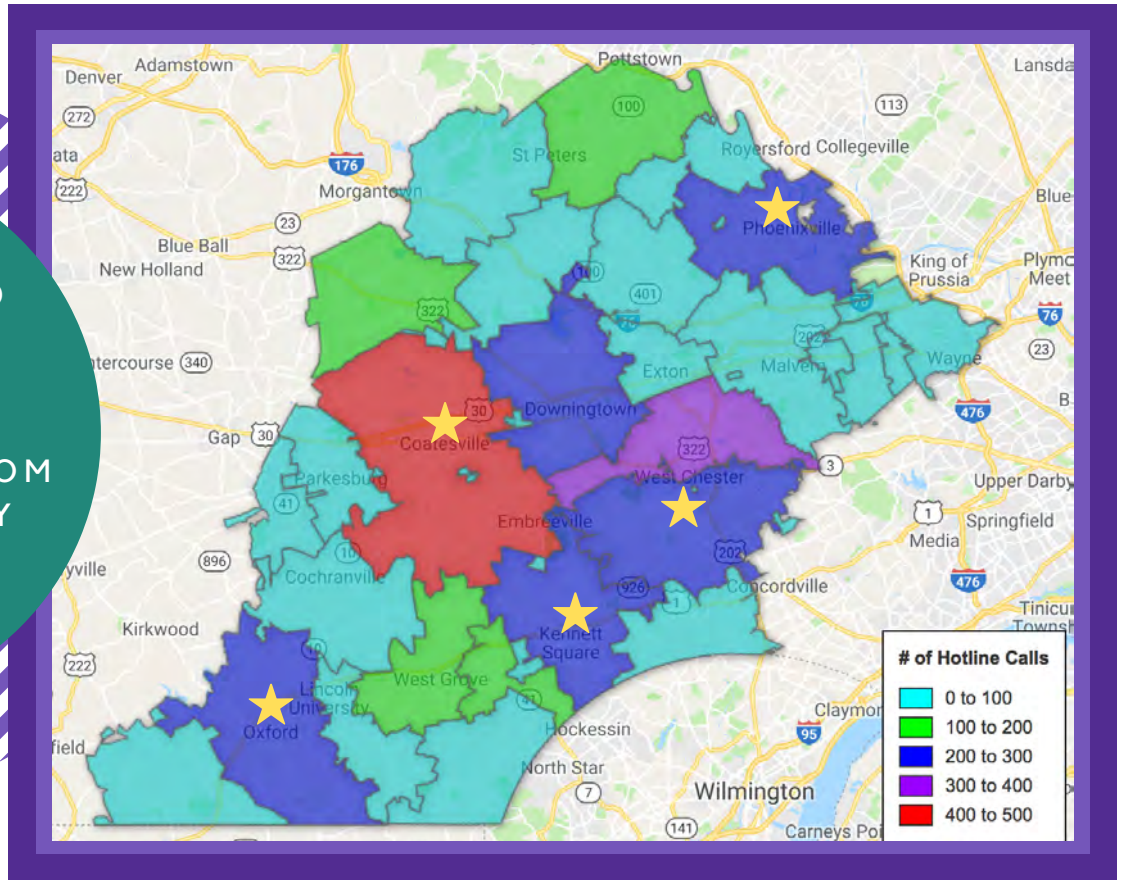 Pottstown
Adamstown
Denver
Lansda
272
100
113
ata
176
St Peters
Royersford
Collegeville
222
Morgantown
Blue
23
Phoenixville
Blue Ball
322
King of
Prussia
Plymo
Meet
New Holland
100
401
76
76
322
202
76
ntercourse
340
Exton
Malvern
Wayne
23
O
30
Downingtown
476
B
Gap
30
Coatesville
322
3
OM
Y
Parkesburg
West Chester
Upper Darby
41
Embreeville
1
Springfield
Media
896
10
202
yville
Cochranville
926
Concordville
476
1
Tinicu
Townsh
Kirkwood
Kennett
Square
222
10
West Grove
Lincoln
University
41
Oxford
Hockessin
Claymor
field
95
North Star
7
Wilmington
141
Carneys Poi
# of Hotline Calls
0 to 100
100 to 200
200 to 300
300 to 400
400 to 500